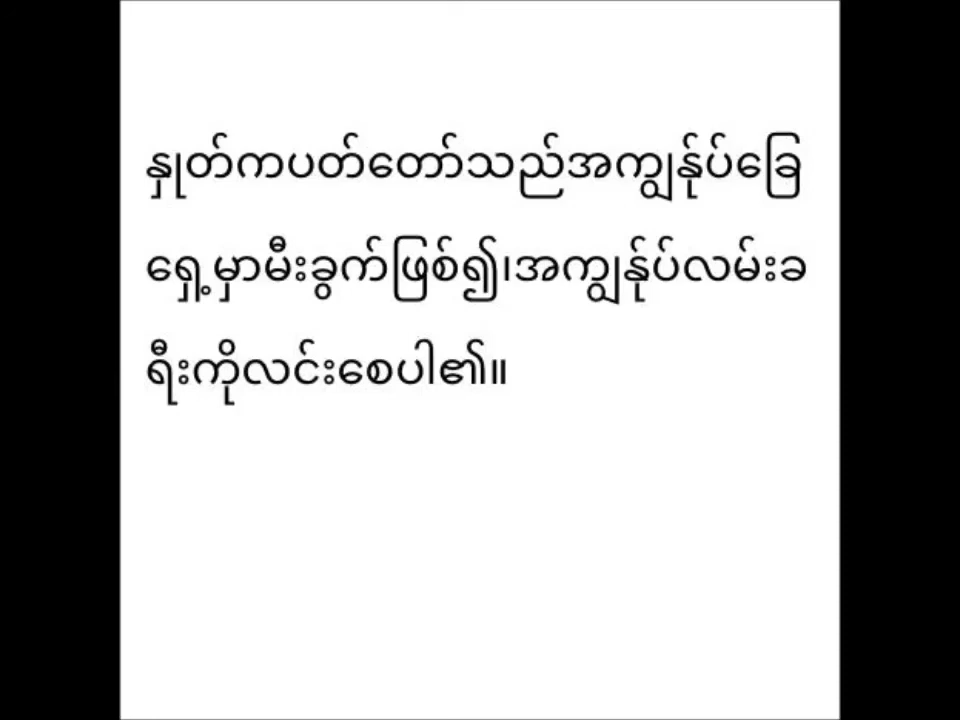 နှုတ်ကပတ်တော်သည်အကျွန်ုပ်ခြေ
ရှေ့မှာမီးခွက်ဖြစ်၍၊အကျွန်ုပ်လမ်းခ
ရီးကိုလင်းစေပါ၏။